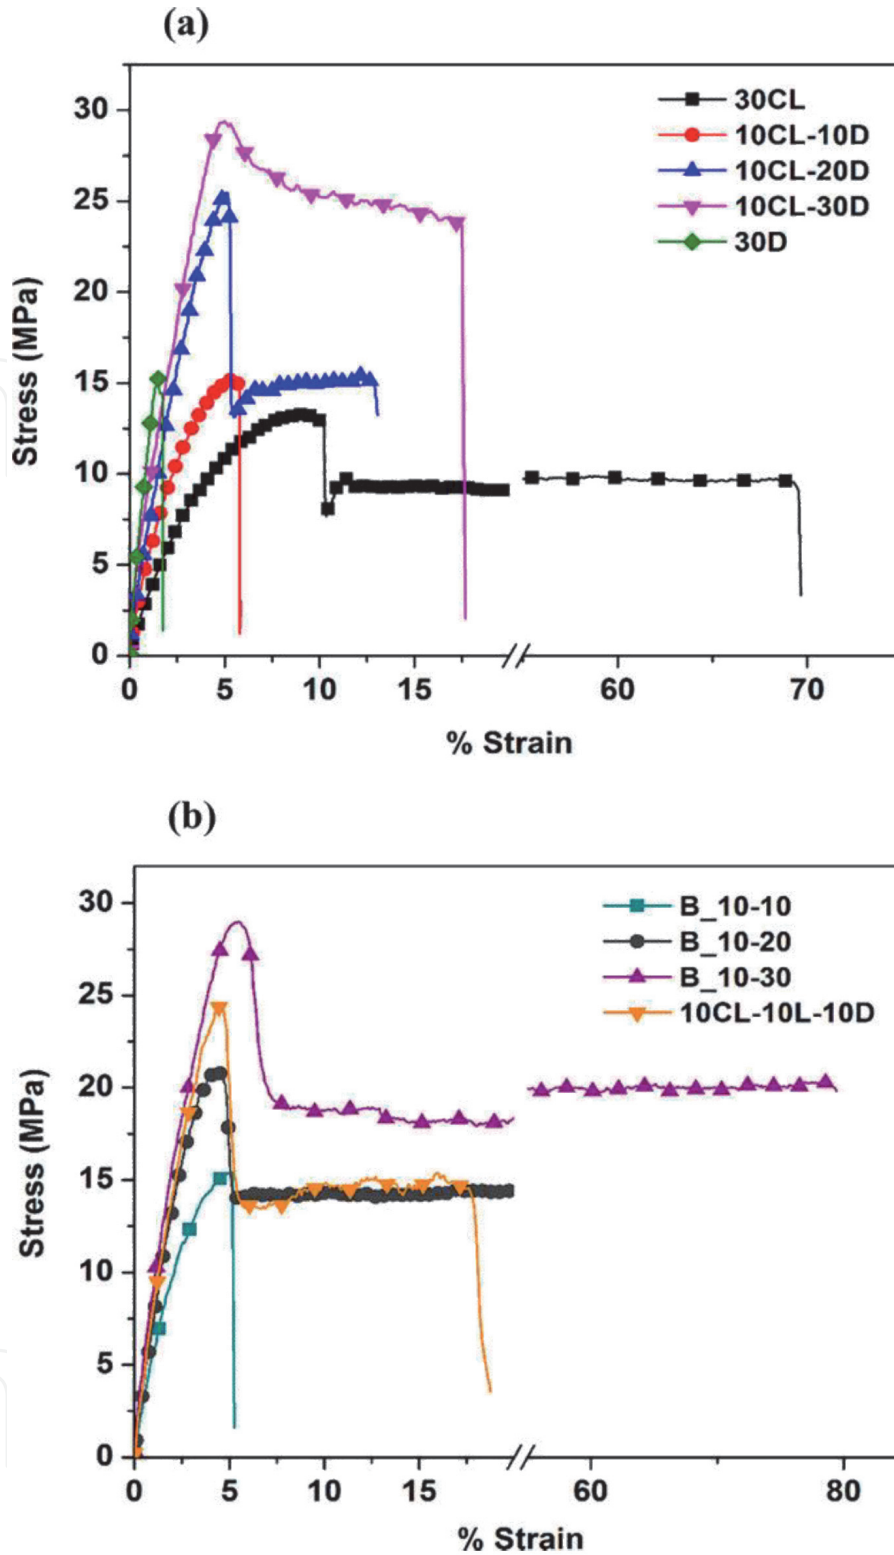 (a)
30
25
20
15
10
5
0
Stress (MPa)
30CL
10CL-10D
10CL-20D
10CL-30D
30D
0 5 10 15 60 70
% Strain
(b)
30
25
20
15
10
5
0
Stress (MPa)
B_10-10
B_10-20
B_10-30
10CL-10L-10D
0 5 10 15 60 80
% Strain